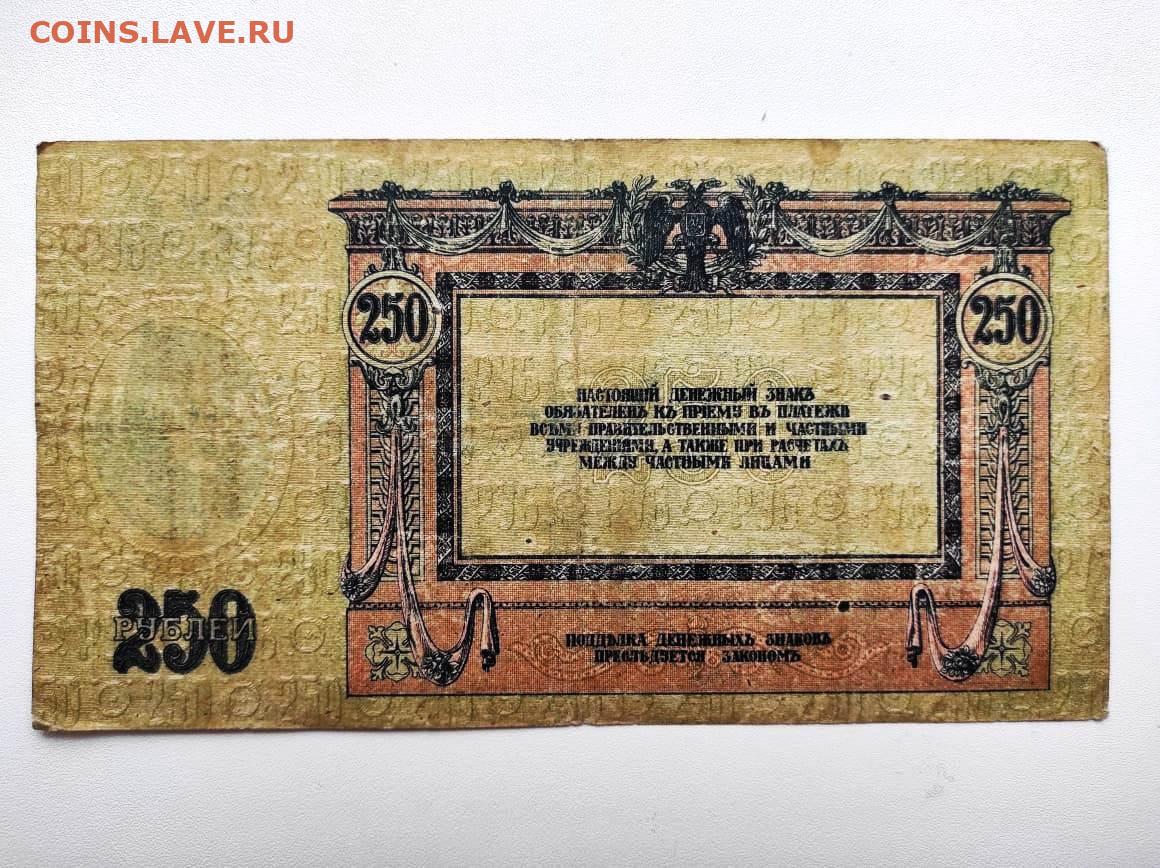 COINS.LAVE.RU
250
250
250
НАСТОЯЩІЙ ДЕНЕЖНЫЙ ЗНАКЪ
ОБЯЗАТЕЛЕНЪ КЪ ПРІЕМУ ВЪ ПЛАТЕЖИ
ВСѢМИ ПРАВИТЕЛЬСТВЕННЫМИ И ЧАСТНЫМИ
УЧРЕЖДЕНІЯМИ, А ТАКЖЕ ПРИ РАСЧЕТАХЪ
МЕЖДУ ЧАСТНЫМИ ЛИЦАМИ
250
РУБЛЕЙ
ПОДДѢЛКА ДЕНЕЖНЫХЪ ЗНАКОВЪ
ПРЕСЛѢДУЕТСЯ ЗАКОНОМЪ